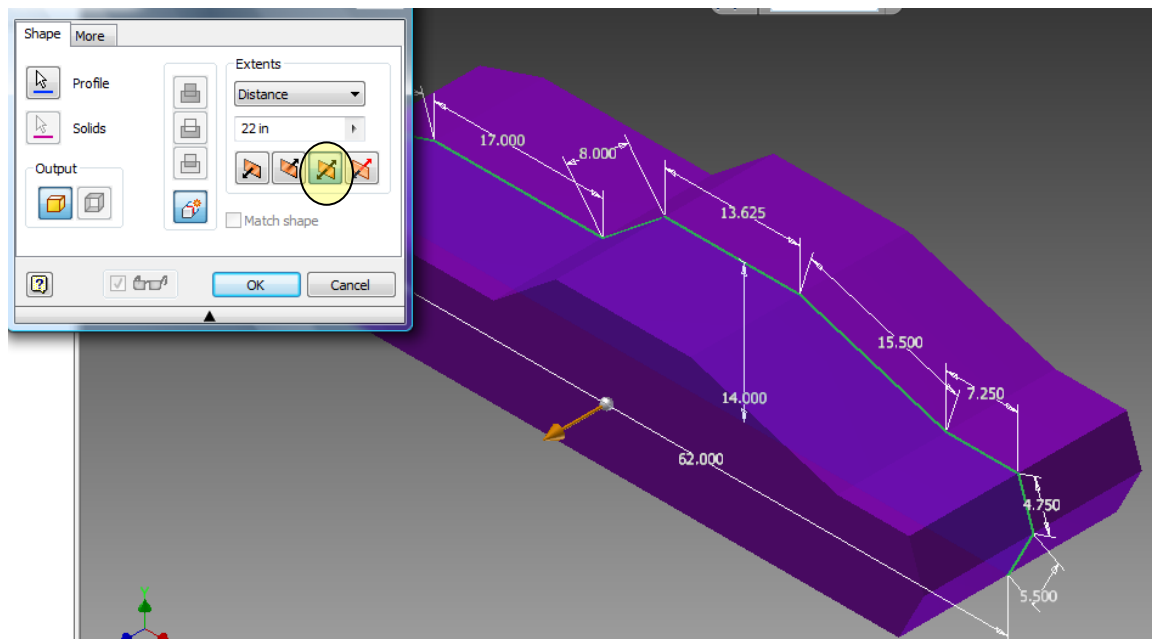 Shape
More
Extents
Profile
Distance
Solids
22 in
Output
Match shape
OK
Cancel
17.000
8.000
13.625
15.500
7.250
14.000
62.000
4.750
5.500